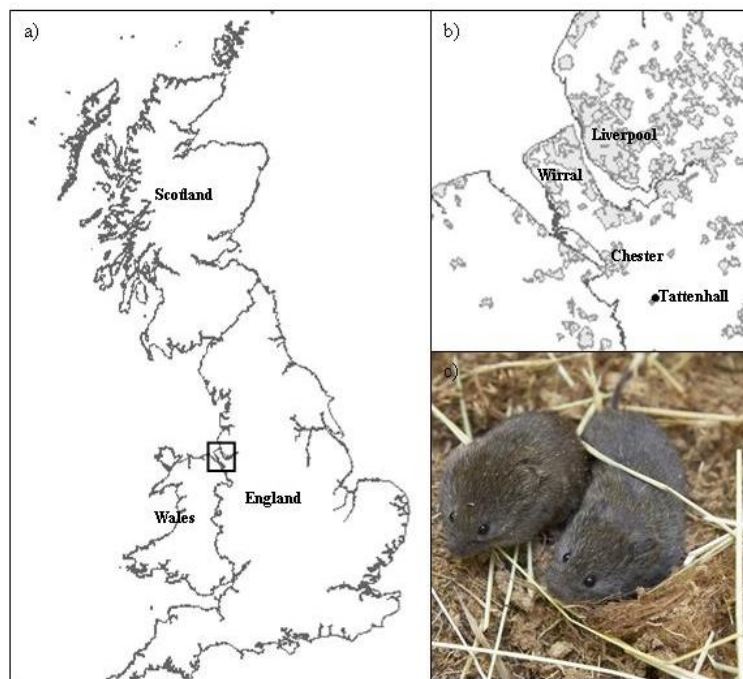 a)
Scotland
Wales
England
b)
Liverpool
Wirral
Chester
Tattenhall
c)